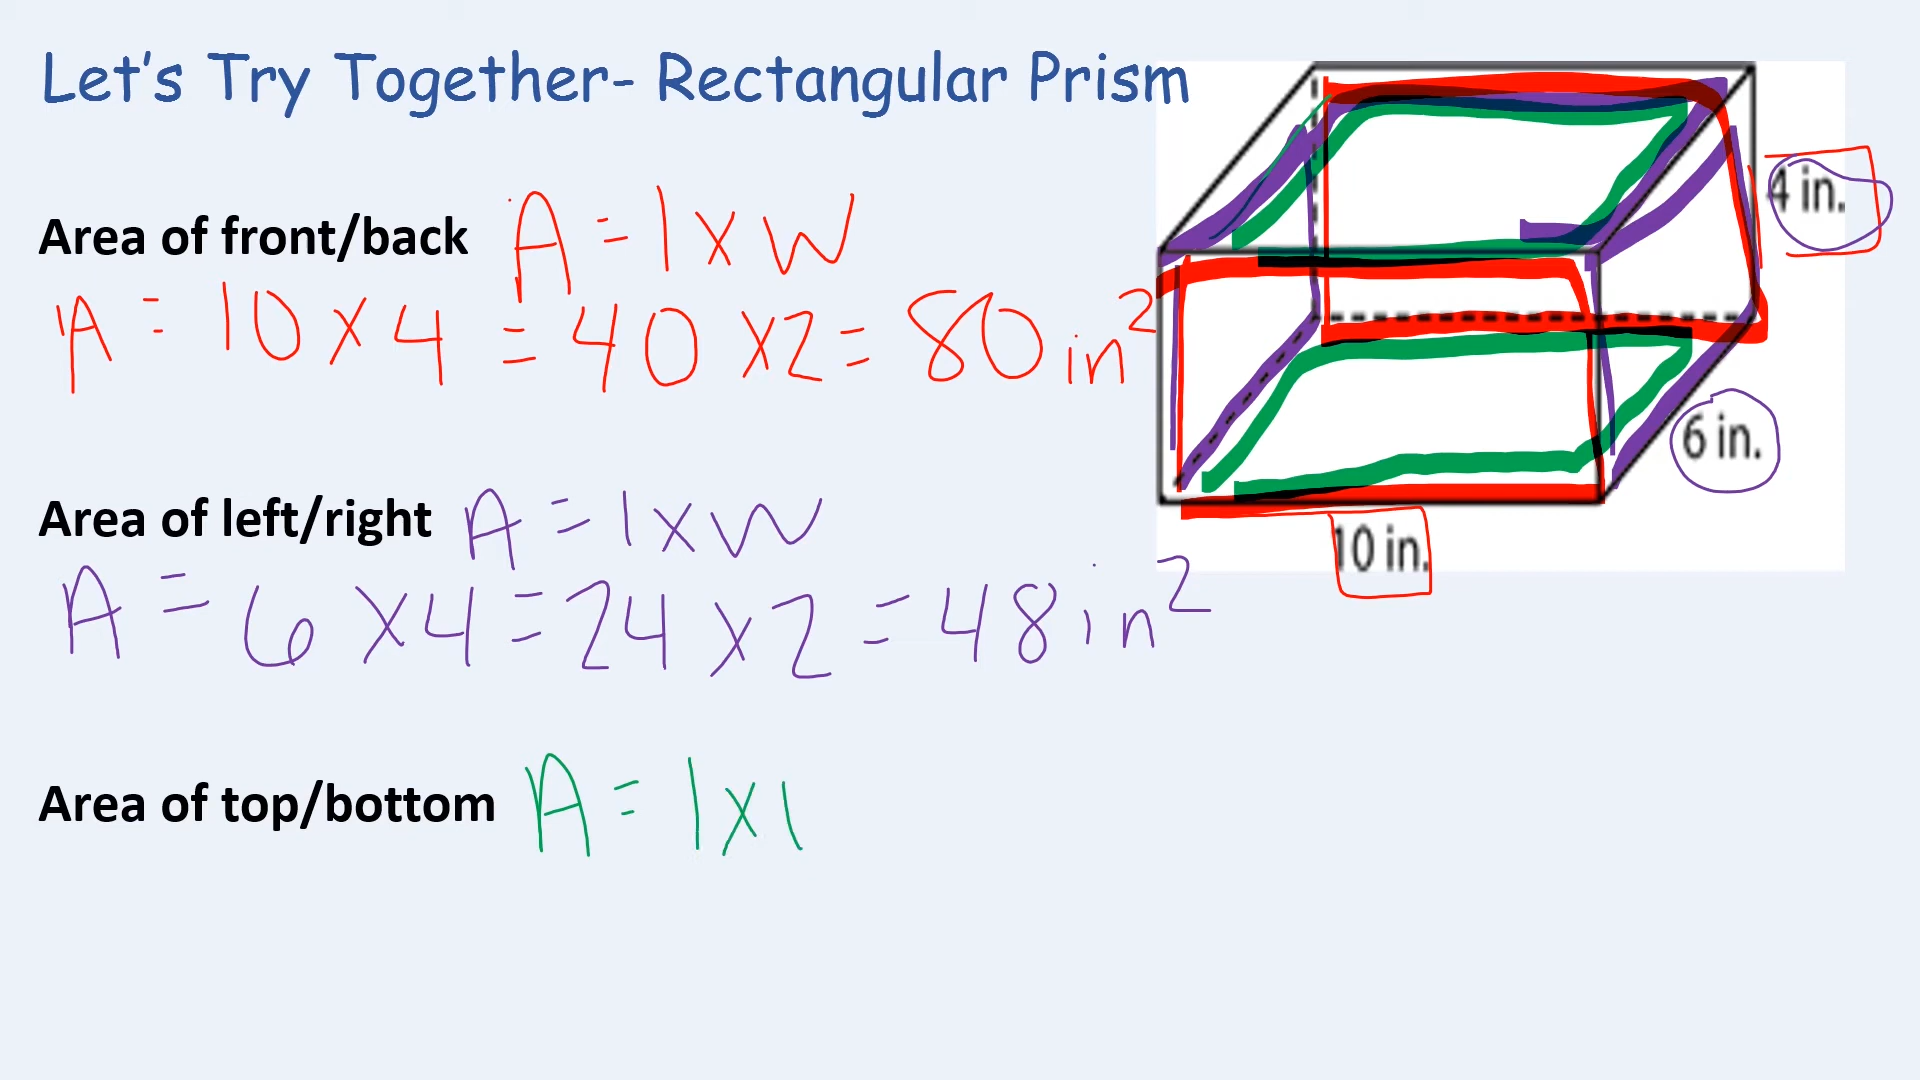 Let's Try Together- Rectangular Prism
4 in.
Area of front/back A = l x w
A = 10 x 4 = 40 x 2 = 80 in²
6 in.
Area of left/right A = l x w
10 in.
A = 6 x 4 = 24 x 2 = 48 in²
Area of top/bottom A = l x